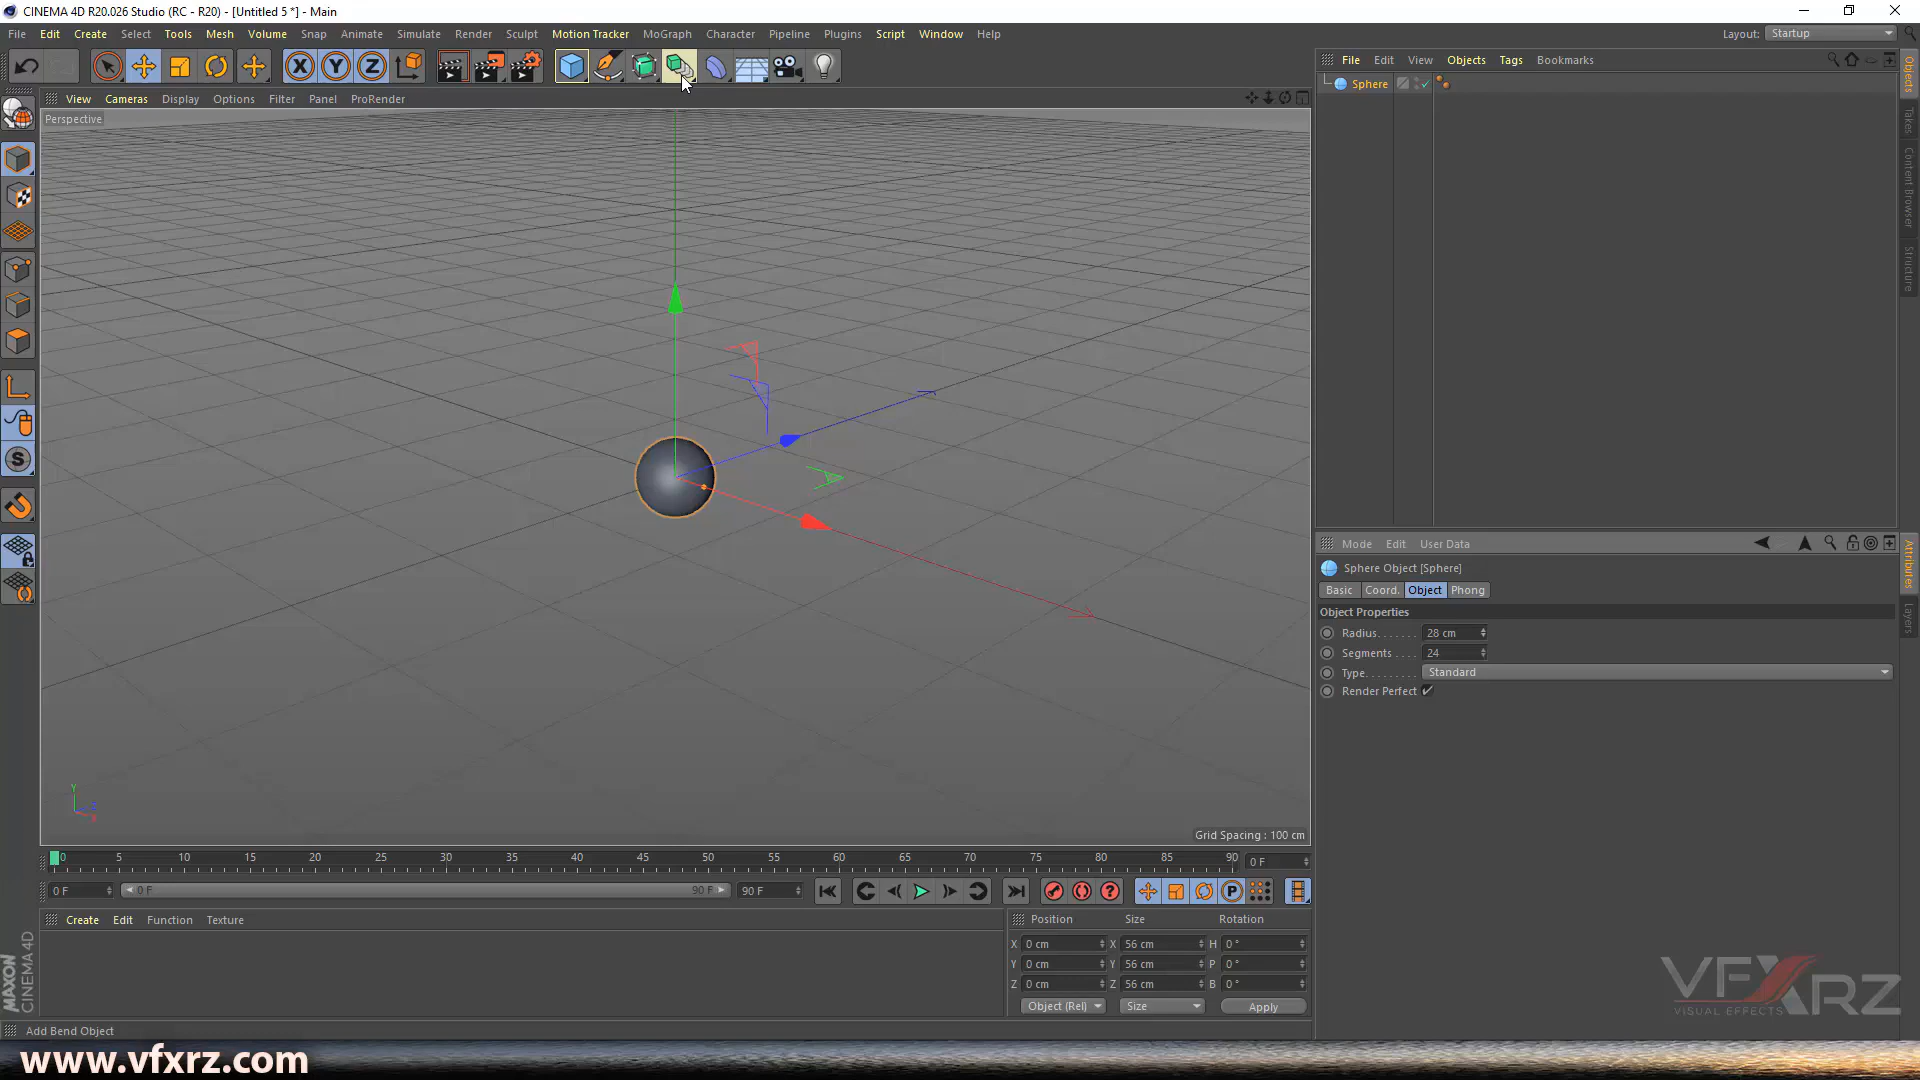 CINEMA 4D R20.026 Studio (RC - R20) - [Untitled 5 *] - Main
File Edit Create Select Tools Mesh Volume Snap Animate Simulate Render Sculpt Motion Tracker MoGraph Character Pipeline Plugins Script Window Help Layout: Startup
X Y Z
File Edit View Objects Tags Bookmarks
View Cameras Display Options Filter Panel ProRender
Perspective
Sphere
Objects
Takes
Content Browser
Structure
S
Mode Edit User Data
Sphere Object [Sphere]
Basic Coord. Object Phong
Object Properties
Radius. . . . . . . 28 cm
Segments . . . . 24
Type. . . . . . . . . Standard
Render Perfect
Attributes
Layers
Y
Z
X
Grid Spacing : 100 cm
0 5 10 15 20 25 30 35 40 45 50 55 60 65 70 75 80 85 90 0 F
0 F 0 F 90 F 90 F ? P
Create Edit Function Texture
Position Size Rotation
X 0 cm X 56 cm H 0 °
Y 0 cm Y 56 cm P 0 °
Z 0 cm Z 56 cm B 0 °
Object (Rel) Size Apply
MAXON
CINEMA 4D
VFXRZ
VISUAL EFFECTS
Add Bend Object
www.vfxrz.com